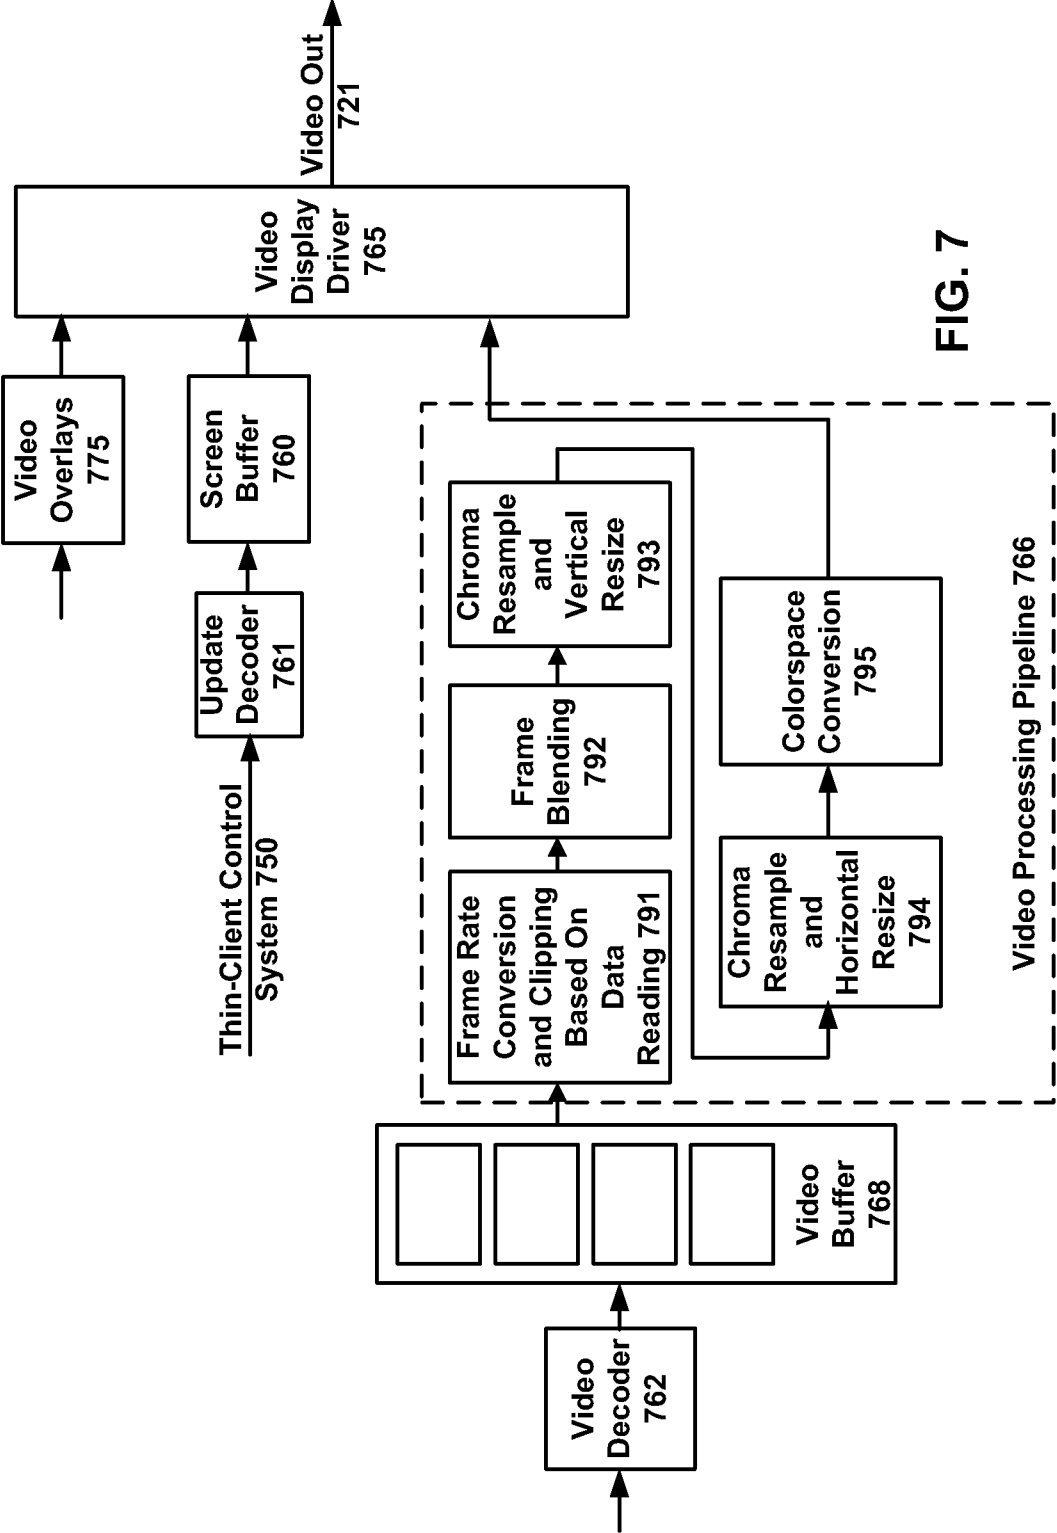 Video
Overlays
775
Thin-Client Control
System 750
Update
Decoder
761
Screen
Buffer
760
Video
Display
Driver
765
Video Out
721
Video
Decoder
762
Video
Buffer
768
Frame Rate
Conversion
and Clipping
Based On
Data
Reading 791
Frame
Blending
792
Chroma
Resample
and
Vertical
Resize
793
Chroma
Resample
and
Horizontal
Resize
794
Colorspace
Conversion
795
Video Processing Pipeline 766
FIG. 7